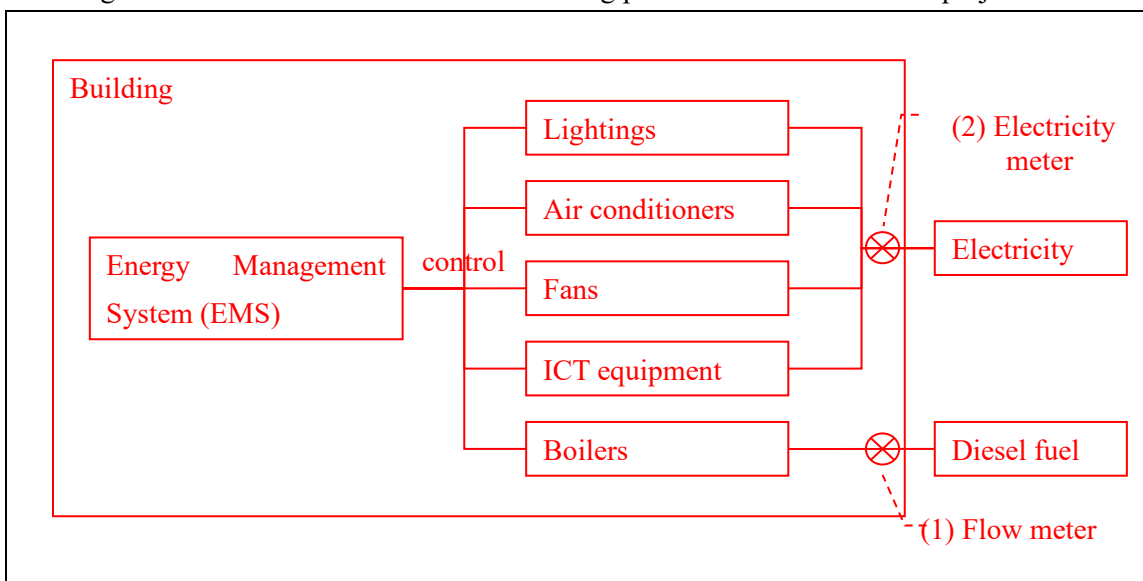 Building
Lightings
(2) Electricity
meter
Air conditioners
Energy Management
System (EMS)
control
Electricity
Fans
ICT equipment
Boilers
Diesel fuel
(1) Flow meter